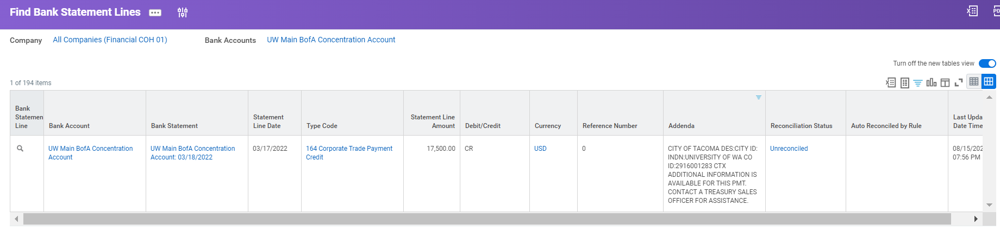 Find Bank Statement Lines
Company All Companies (Financial COH 01) Bank Accounts UW Main BofA Concentration Account
Turn off the new tables view
1 of 194 items
Bank
Statemen
Line
Bank Account
Bank Statement
Statement
Line Date
Type Code
Statement Line
Amount
Debit/Credit
Currency
Reference Number
Addenda
Reconciliation Status
Auto Reconciled by Rule
Last Upda
Date Time
UW Main BofA Concentration
Account
UW Main BofA Concentration
Account: 03/18/2022
03/17/2022
164 Corporate Trade Payment
Credit
17,500.00
CR
USD
0
CITY OF TACOMA DES:CITY ID:
INDN:UNIVERSITY OF WA CO
ID:2916001283 CTX
ADDITIONAL INFORMATION IS
AVAILABLE FOR THIS PMT.
CONTACT A TREASURY SALES
OFFICER FOR ASSISTANCE.
Unreconciled
08/15/202
07:56 PM